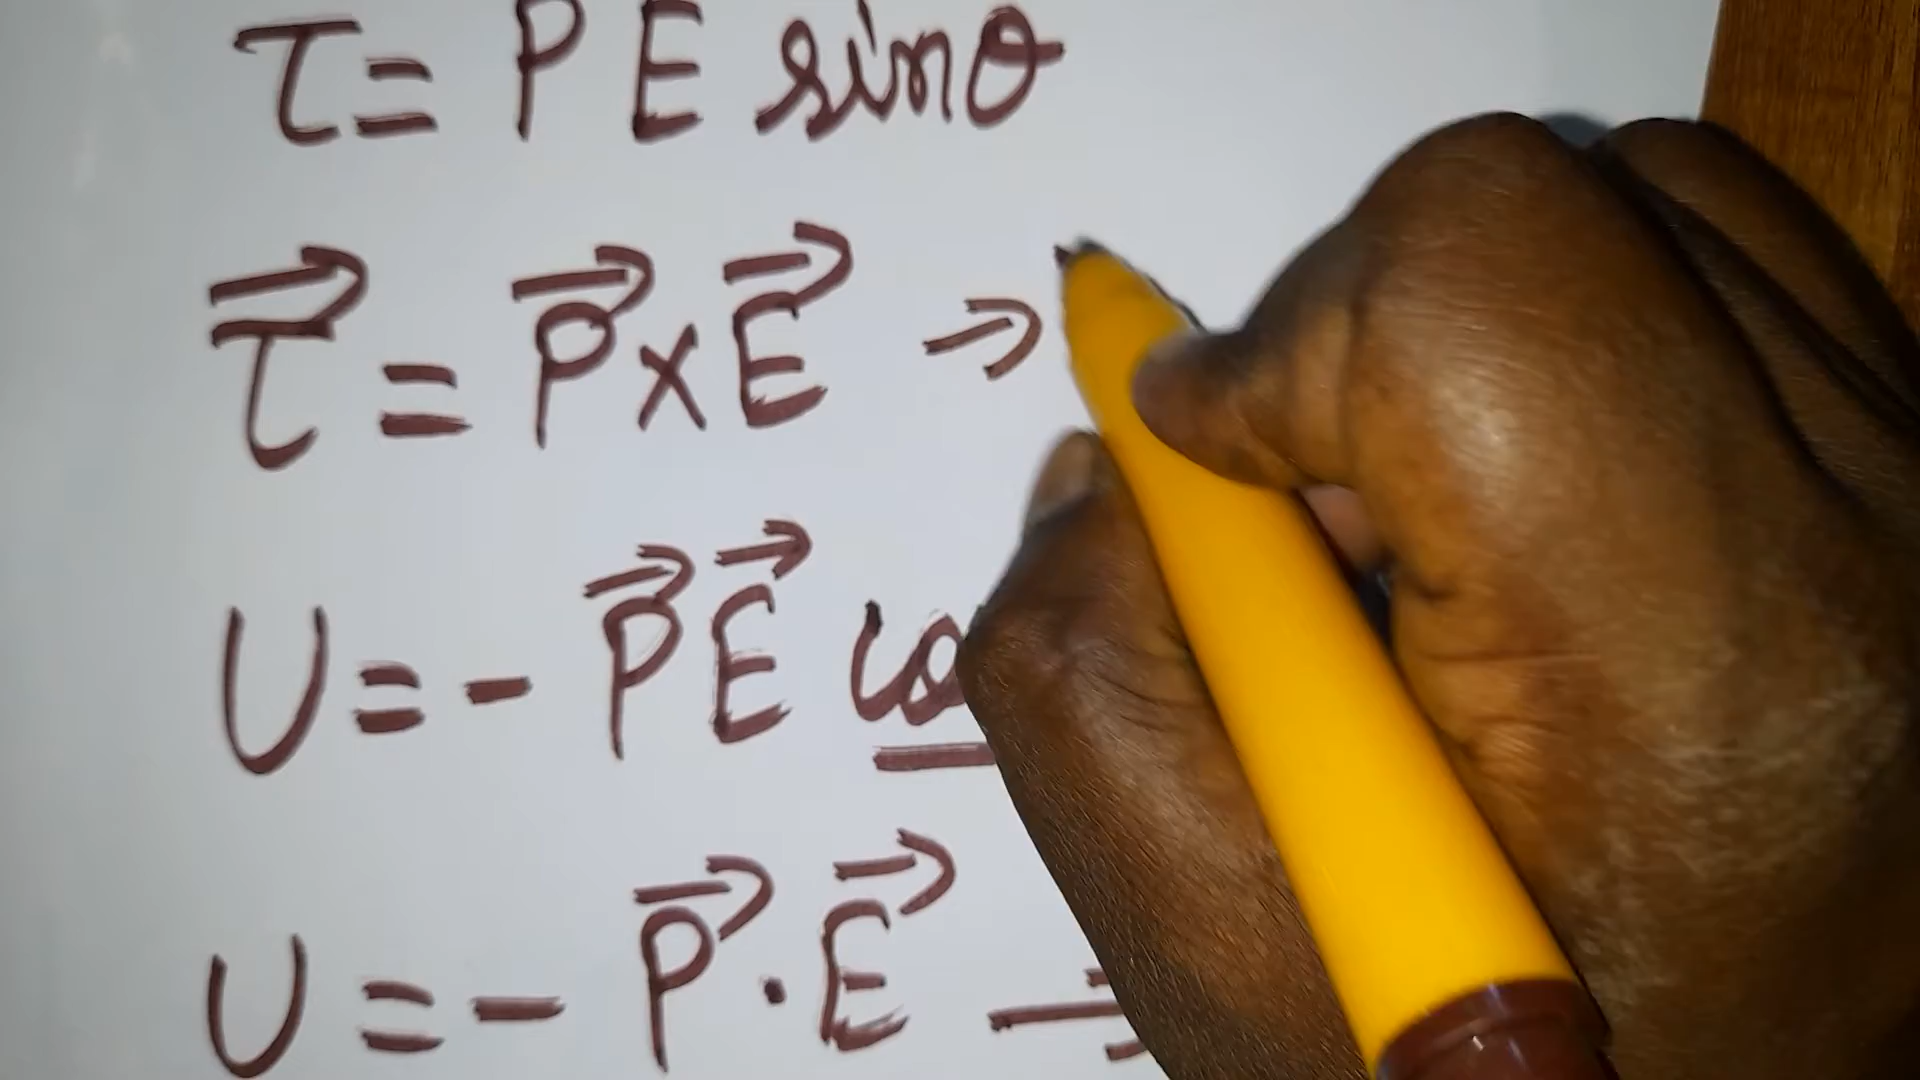 τ = P E sinθ
τ⃗ = P⃗ × E⃗ →
U = - P⃗ E⃗
U = - P⃗ . E⃗ →